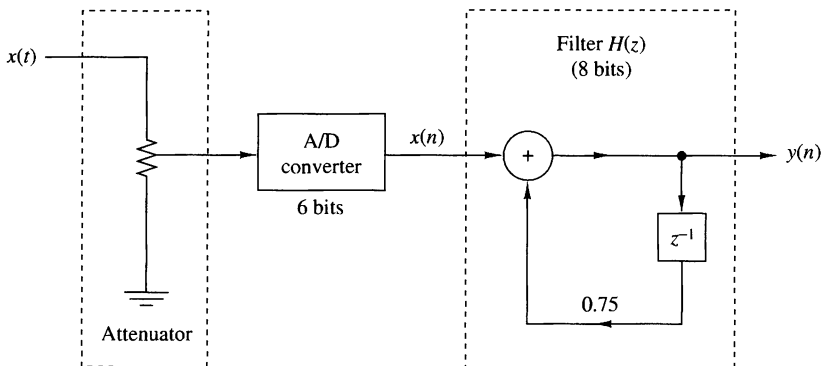 Filter H(z)
(8 bits)
x(t)
A/D
converter
x(n)
+
y(n)
6 bits
z⁻¹
0.75
Attenuator